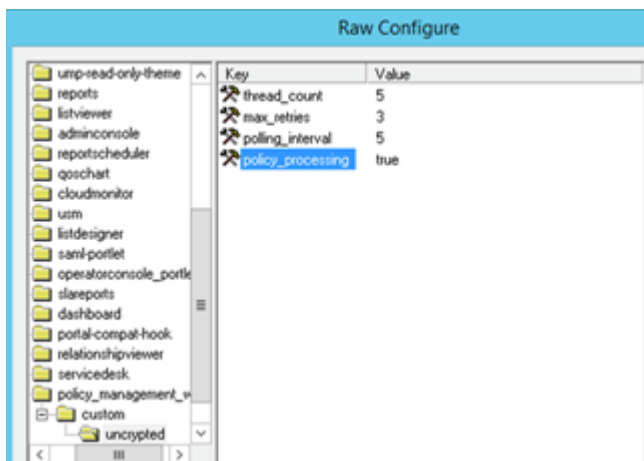 Raw Configure
ump-read-only-theme
reports
listviewer
adminconsole
reportscheduler
qoschart
cloudmonitor
usm
listdesigner
saml-portlet
operatorconsole_portle
slareports
dashboard
portal-compat-hook
relationshipviewer
servicedesk
policy_management_w
custom
uncrypted
Key Value
thread_count 5
max_retries 3
polling_interval 5
policy_processing true